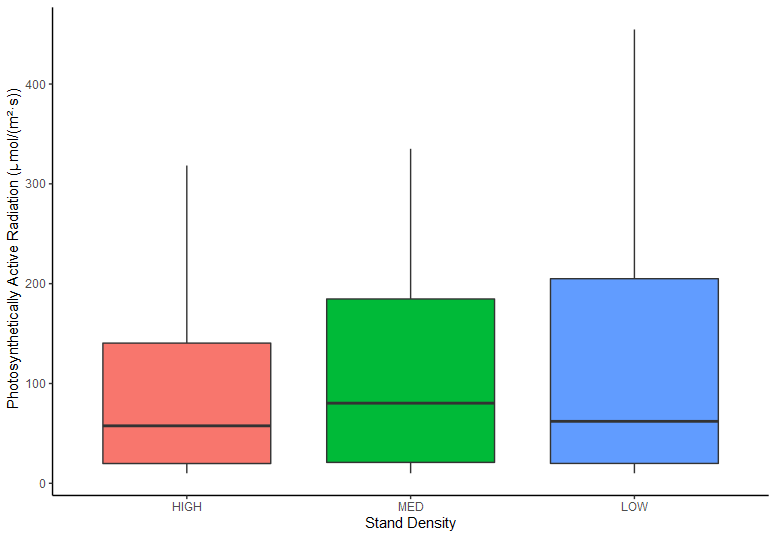 Photosynthetically Active Radiation (μmol/(m²·s))
400
300
200
100
0
HIGH MED LOW
Stand Density